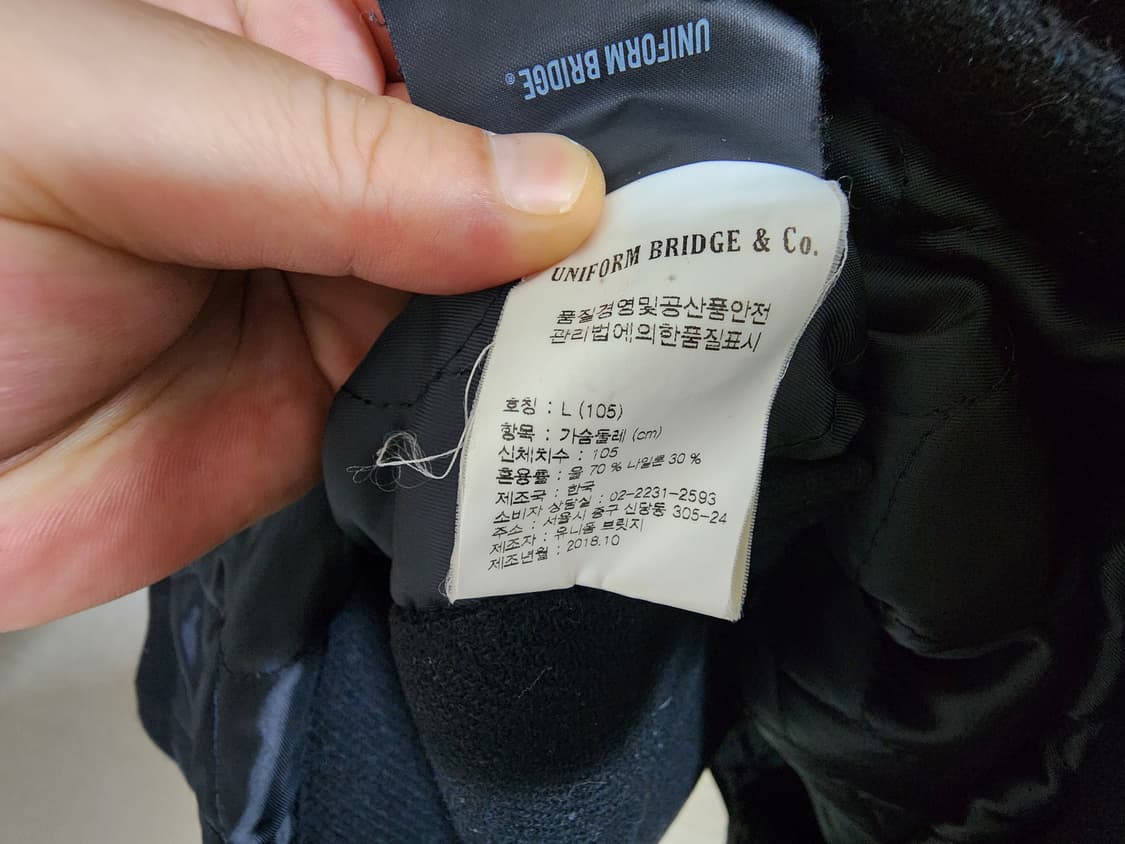 UNIFORM BRIDGE®
UNIFORM BRIDGE & Co.
품질경영및공산품안전
관리법에의한품질표시
호칭 : L (105)
항목 : 가슴둘레 (cm)
신체치수 : 105
혼용률 : 울 70 % 나일론 30 %
제조국 : 한국
소비자 상담실 : 02-2231-2593
주소 : 서울시 중구 신당동 305-24
제조자 : 유니폼 브릿지
제조년월 : 2018.10